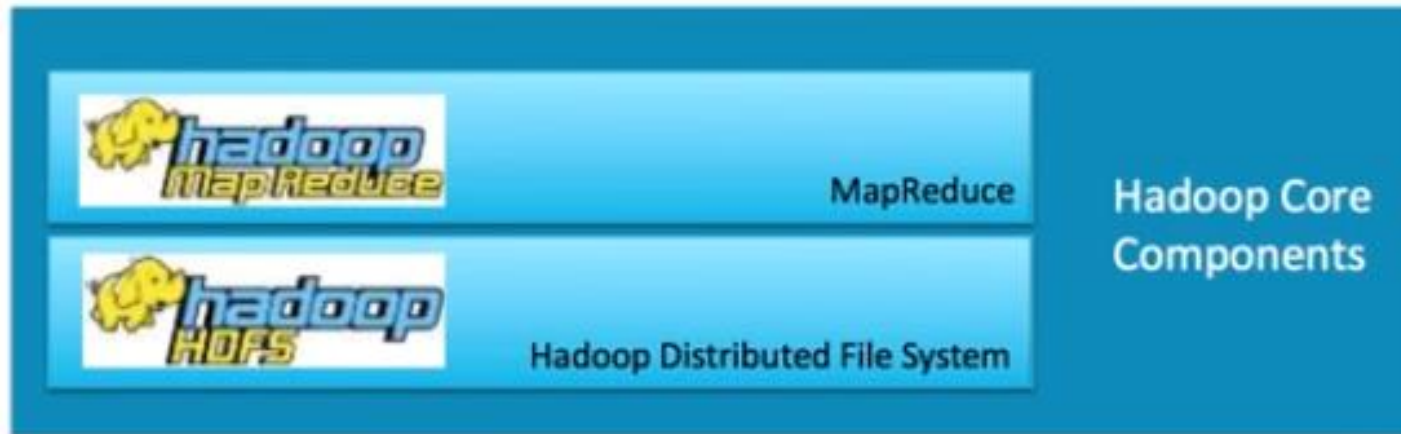 hadoop
MapReduce
MapReduce
hadoop
HDFS
Hadoop Distributed File System
Hadoop Core
Components